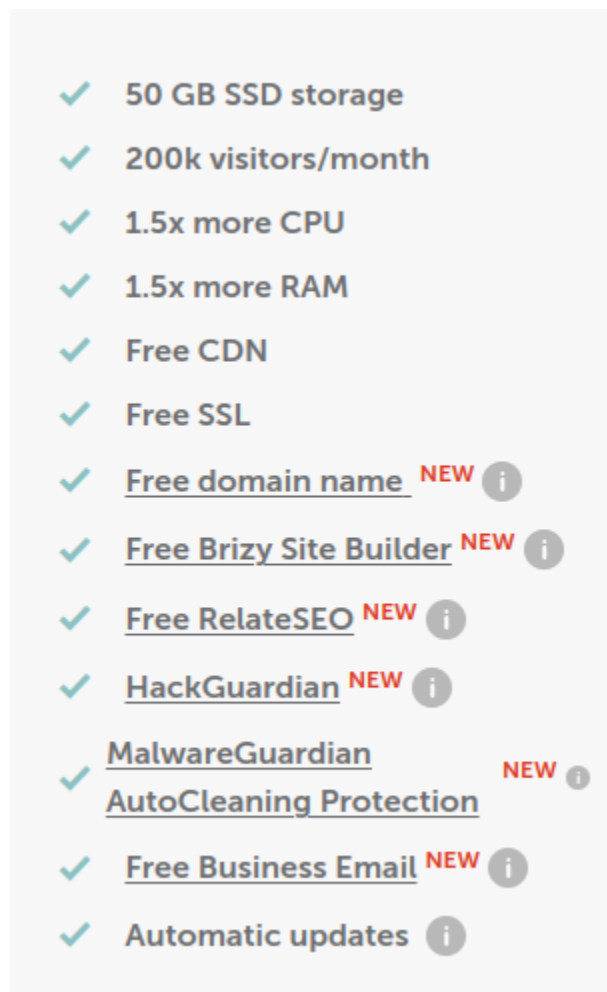 50 GB SSD storage
200k visitors/month
1.5x more CPU
1.5x more RAM
Free CDN
Free SSL
Free domain name NEW i
Free Brizy Site Builder NEW i
Free RelateSEO NEW i
HackGuardian NEW i
MalwareGuardian
AutoCleaning Protection NEW i
Free Business Email NEW i
Automatic updates i